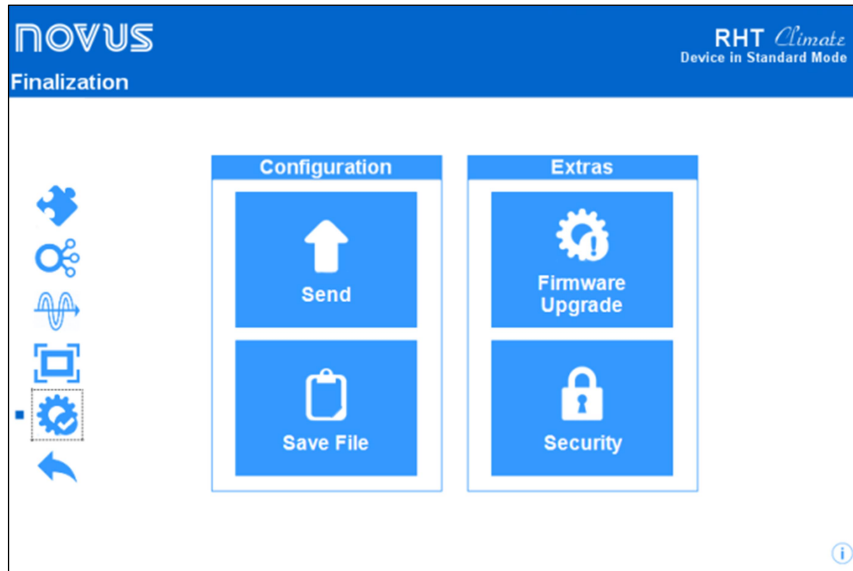 NOVUS
RHT Climate
Device in Standard Mode
Finalization
Configuration
Send
Save File
Extras
Firmware
Upgrade
Security
i